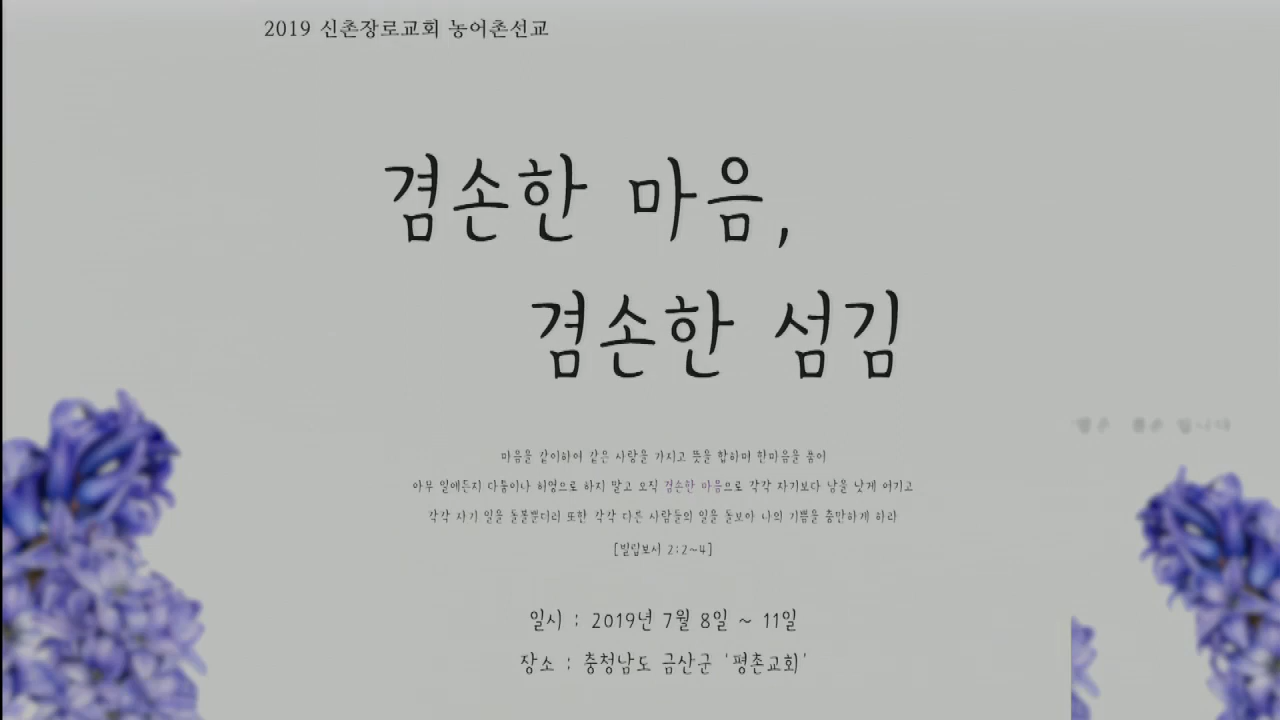 2019 신촌장로교회 농어촌선교
겸손한 마음,
겸손한 섬김
마음을 같이하여 같은 사랑을 가지고 뜻을 합하며 한마음을 품어
아무 일에든지 다툼이나 허영으로 하지 말고 오직 겸손한 마음으로 각각 자기보다 남을 낫게 여기고
각각 자기 일을 돌볼뿐더러 또한 각각 다른 사람들의 일을 돌보아 나의 기쁨을 충만하게 하라
[빌립보서 2:2~4]
일시 : 2019년 7월 8일 ~ 11일
장소 : 충청남도 금산군 '평촌교회'